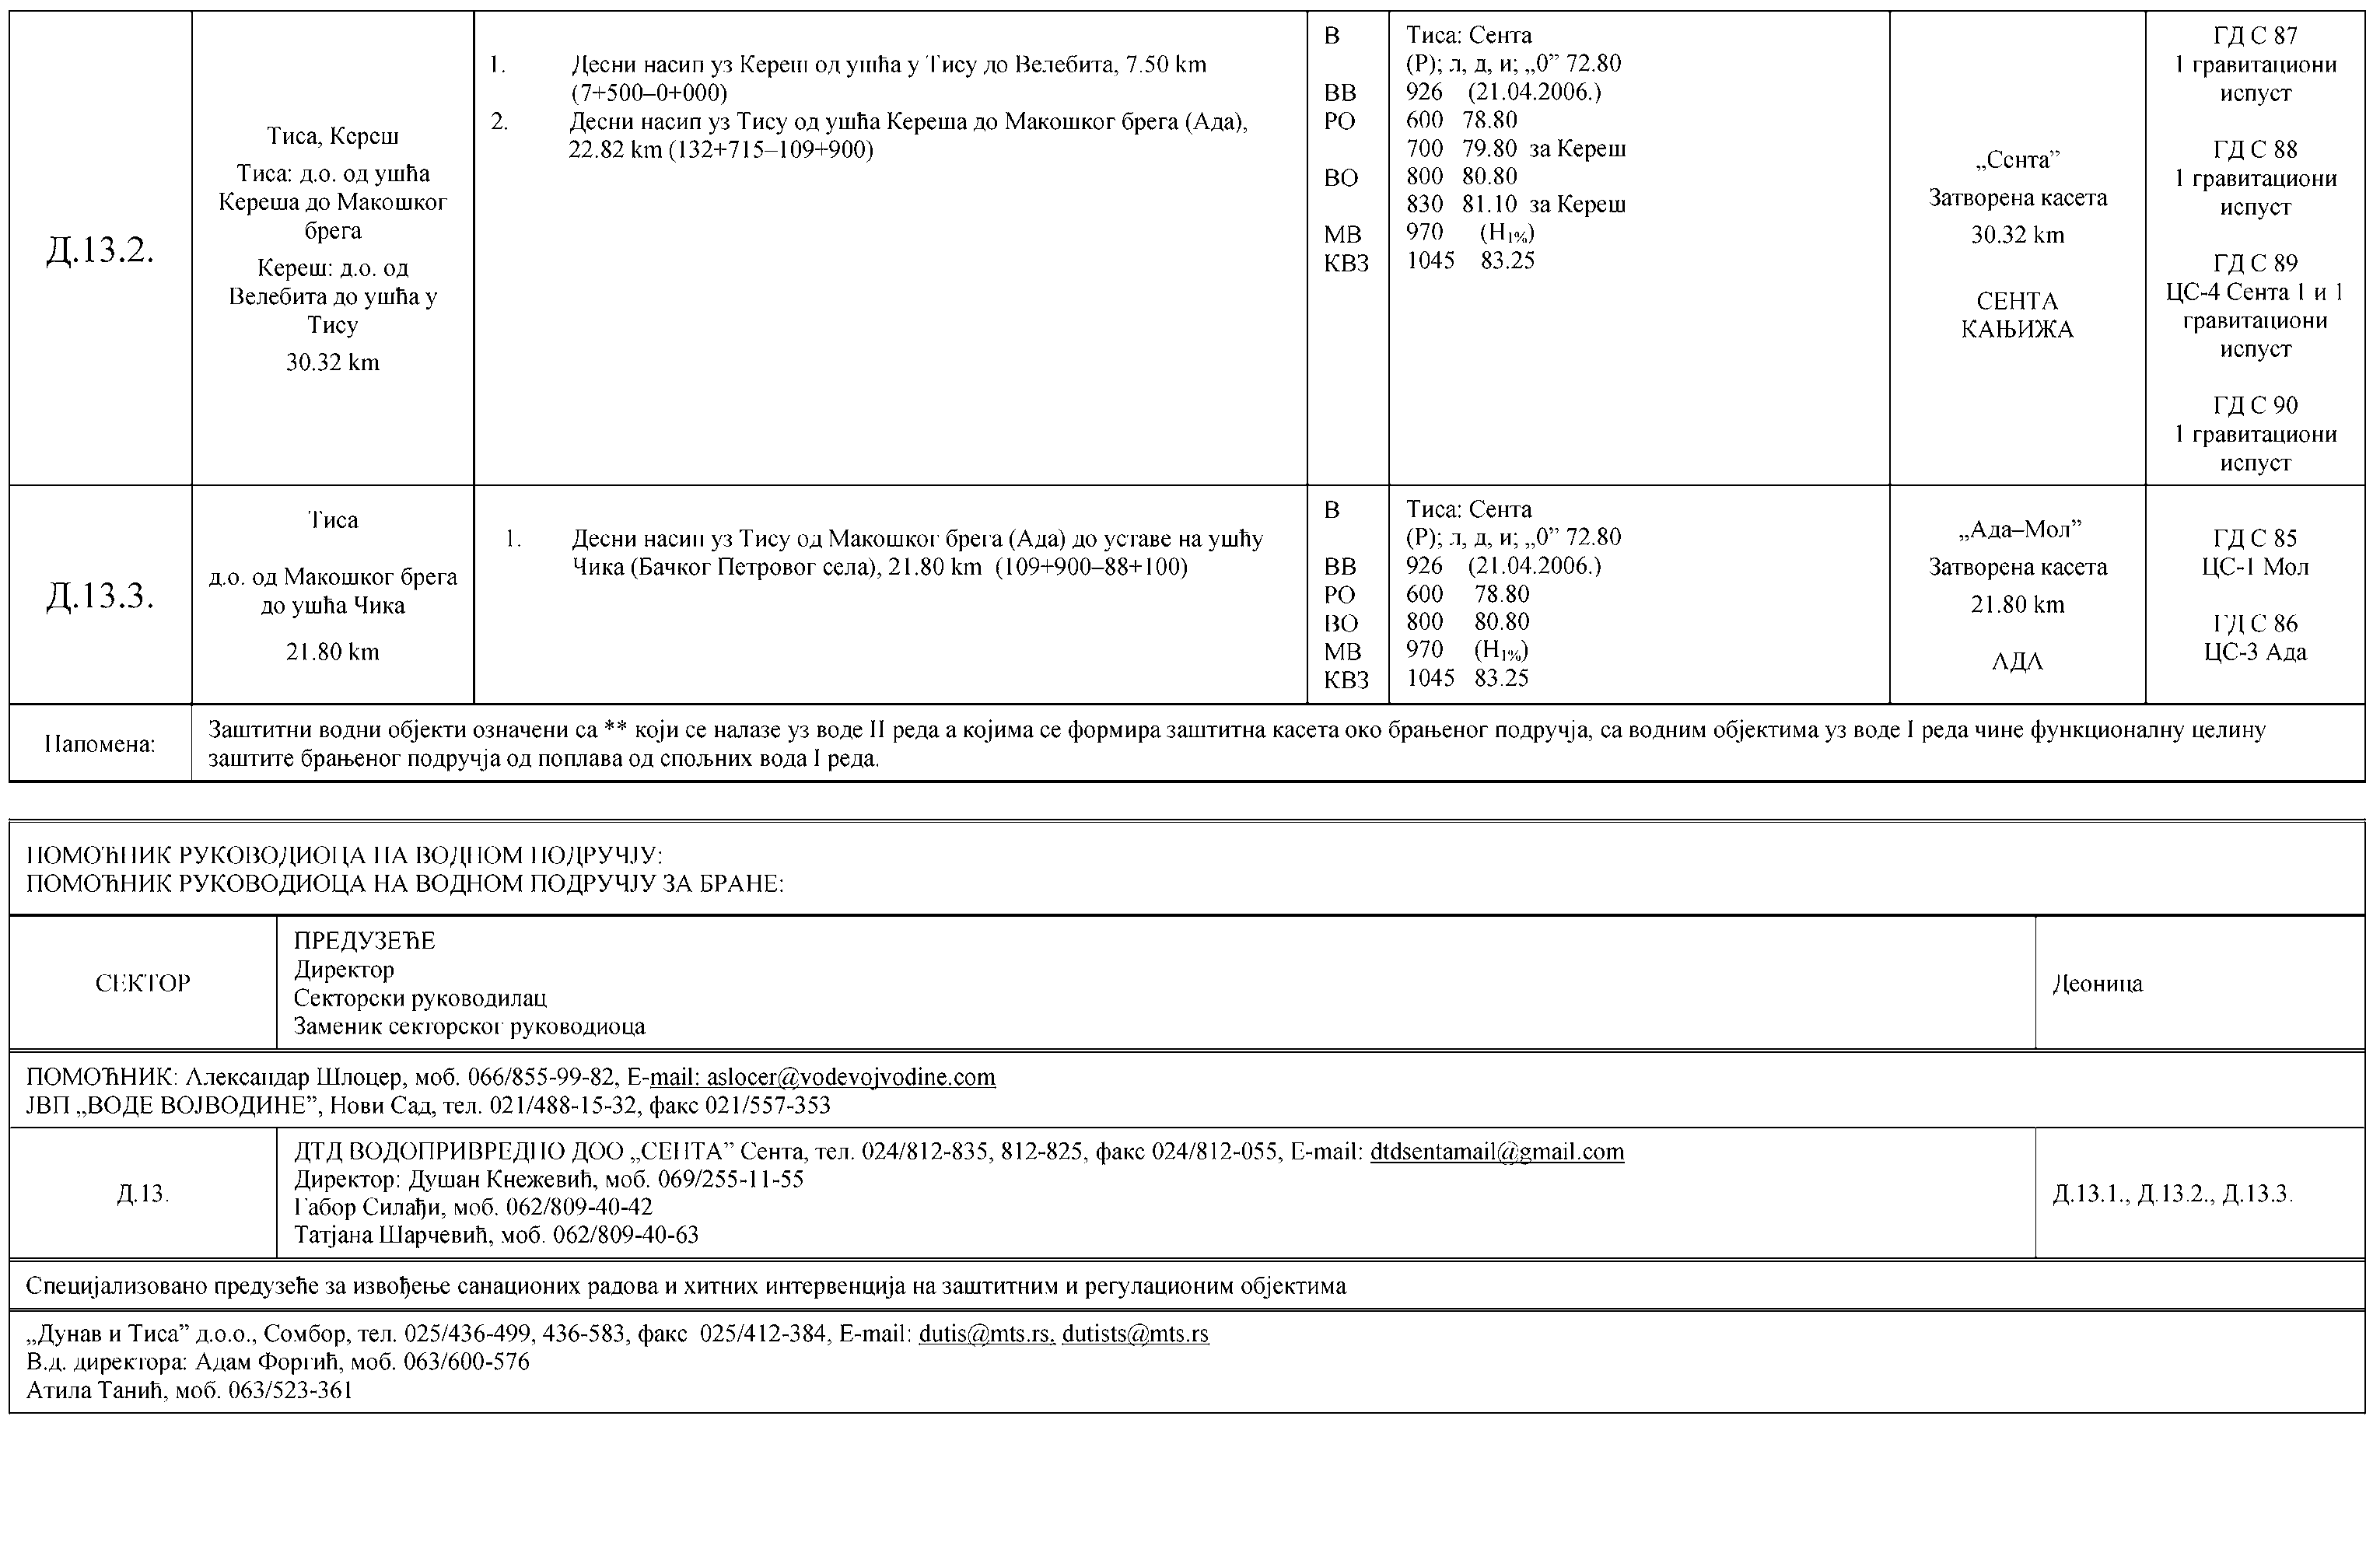 Д.13.2.
Тиса, Кереш
Тиса: д.о. од ушћа
Кереша до Макошког
брега
Кереш: д.о. од
Велебита до ушћа у
Тису
30.32 km
1. Десни насип уз Кереш од ушћа у Тису до Велебита, 7.50 km
(7+500–0+000)
2. Десни насип уз Тису од ушћа Кереша до Макошког брега (Ада),
22.82 km (132+715–109+900)
В Тиса: Сента
(Р); л, д, и; „0” 72.80
ВВ 926 (21.04.2006.)
РО 600 78.80
700 79.80 за Кереш
ВО 800 80.80
830 81.10 за Кереш
МВ 970 (H1%)
КВЗ 1045 83.25
„Сента”
Затворена касета
30.32 km
СЕНТА
КАЊИЖА
ГД С 87
1 гравитациони
испуст
ГД С 88
1 гравитациони
испуст
ГД С 89
ЦС-4 Сента 1 и 1
гравитациони
испуст
ГД С 90
1 гравитациони
испуст
Д.13.3.
Тиса
д.о. од Макошког брега
до ушћа Чика
21.80 km
1. Десни насип уз Тису од Макошког брега (Ада) до уставе на ушћу
Чика (Бачког Петровог села), 21.80 km (109+900–88+100)
В Тиса: Сента
(Р); л, д, и; „0” 72.80
ВВ 926 (21.04.2006.)
РО 600 78.80
ВО 800 80.80
МВ 970 (H1%)
КВЗ 1045 83.25
„Ада–Мол”
Затворена касета
21.80 km
АДА
ГД С 85
ЦС-1 Мол
ГД С 86
ЦС-3 Ада
Напомена:
Заштитни водни објекти означени са ** који се налазе уз воде II реда а којима се формира заштитна касета око брањеног подручја, са водним објектима уз воде I реда чине функционалну целину
заштите брањеног подручја од поплава од спољних вода I реда.
ПОМОЋНИК РУКОВОДИОЦА НА ВОДНОМ ПОДРУЧЈУ:
ПОМОЋНИК РУКОВОДИОЦА НА ВОДНОМ ПОДРУЧЈУ ЗА БРАНЕ:
СЕКТОР
ПРЕДУЗЕЋЕ
Директор
Секторски руководилац
Заменик секторског руководиоца
Деоница
ПОМОЋНИК: Александар Шлоцер, моб. 066/855-99-82, E-mail: aslocer@vodevojvodine.com
ЈВП „ВОДЕ ВОЈВОДИНЕ”, Нови Сад, тел. 021/488-15-32, факс 021/557-353
Д.13.
ДТД ВОДОПРИВРЕДНО ДОО „СЕНТА” Сента, тел. 024/812-835, 812-825, факс 024/812-055, E-mail: dtdsentamail@gmail.com
Директор: Душан Кнежевић, моб. 069/255-11-55
Габор Силађи, моб. 062/809-40-42
Татјана Шарчевић, моб. 062/809-40-63
Д.13.1., Д.13.2., Д.13.3.
Специјализовано предузеће за извођење санационих радова и хитних интервенција на заштитним и регулационим објектима
„Дунав и Тиса” д.о.о., Сомбор, тел. 025/436-499, 436-583, факс 025/412-384, E-mail: dutis@mts.rs, dutists@mts.rs
В.д. директора: Адам Форгић, моб. 063/600-576
Атила Танић, моб. 063/523-361